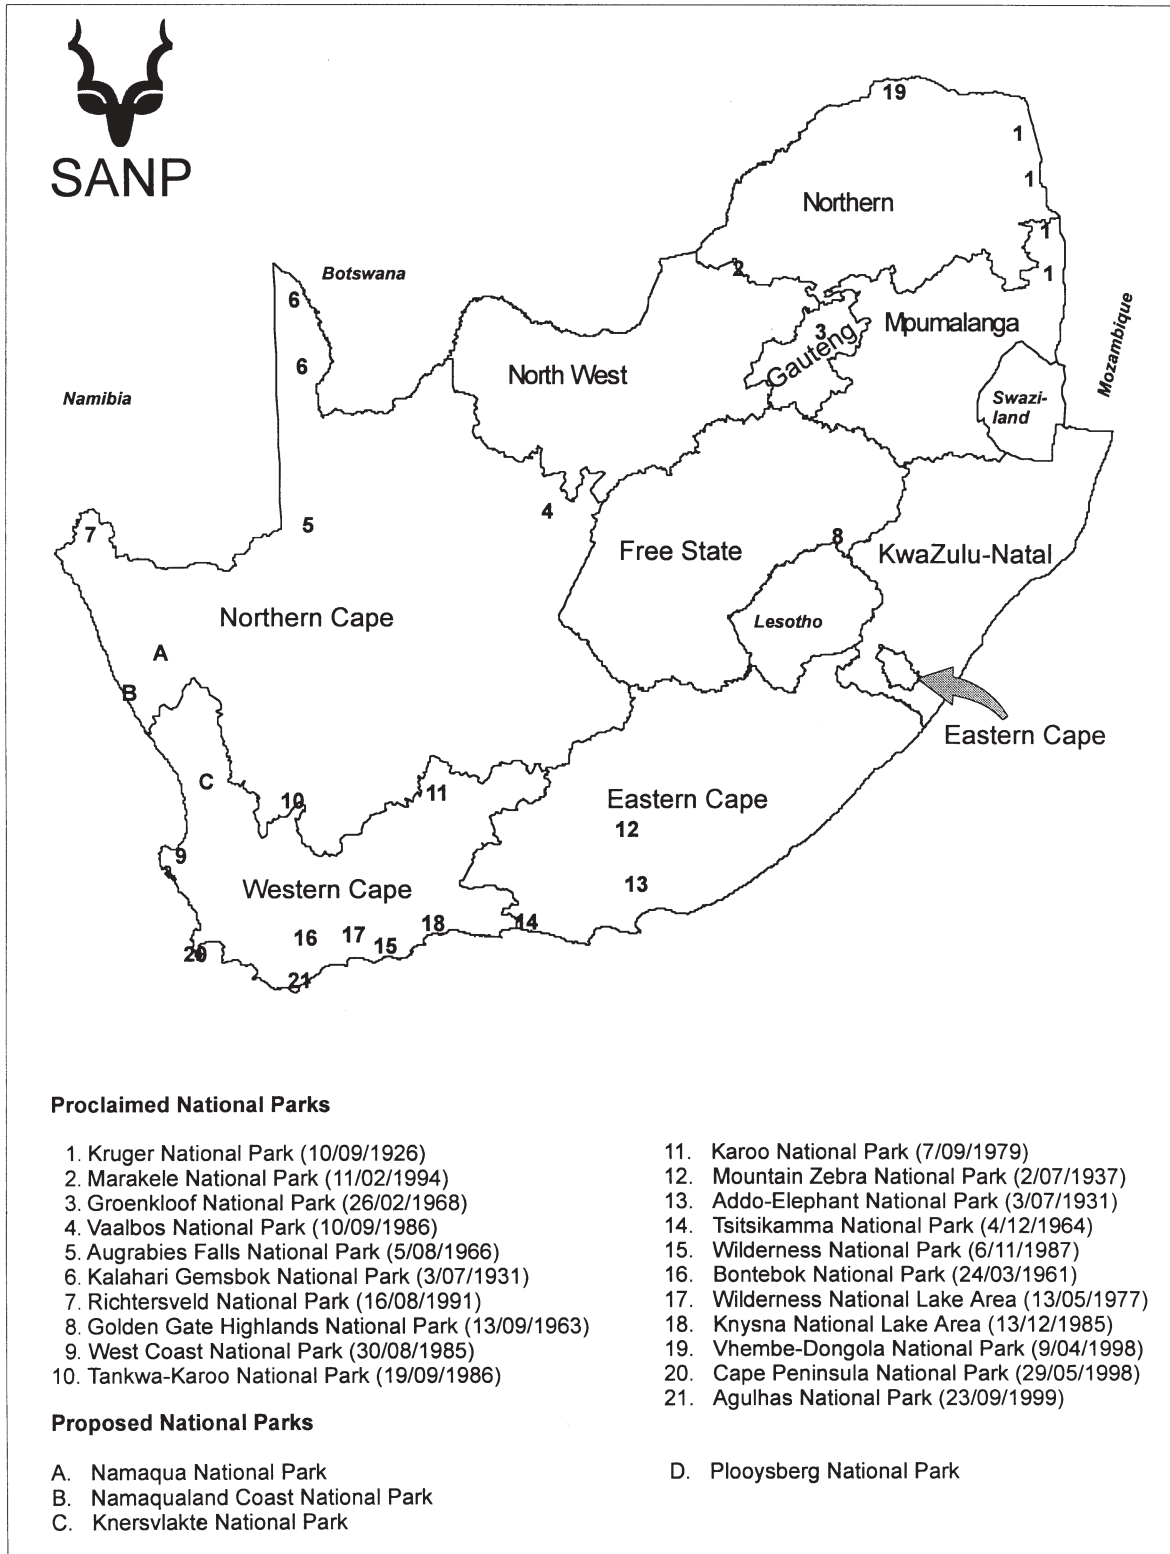 SANP
19
1
1
Northern
1
2
1
Botswana
6
Mpumalanga
3
Gauteng
6
North West
Mozambique
Namibia
Swazi-
land
4
5
7
8
Free State
KwaZulu-Natal
Northern Cape
Lesotho
A
B
Eastern Cape
C
10
11
Eastern Cape
12
9
13
Western Cape
14
18
16
17
15
20
21
Proclaimed National Parks
1. Kruger National Park (10/09/1926)
2. Marakele National Park (11/02/1994)
3. Groenkloof National Park (26/02/1968)
4. Vaalbos National Park (10/09/1986)
5. Augrabies Falls National Park (5/08/1966)
6. Kalahari Gemsbok National Park (3/07/1931)
7. Richtersveld National Park (16/08/1991)
8. Golden Gate Highlands National Park (13/09/1963)
9. West Coast National Park (30/08/1985)
10. Tankwa-Karoo National Park (19/09/1986)
11. Karoo National Park (7/09/1979)
12. Mountain Zebra National Park (2/07/1937)
13. Addo-Elephant National Park (3/07/1931)
14. Tsitsikamma National Park (4/12/1964)
15. Wilderness National Park (6/11/1987)
16. Bontebok National Park (24/03/1961)
17. Wilderness National Lake Area (13/05/1977)
18. Knysna National Lake Area (13/12/1985)
19. Vhembe-Dongola National Park (9/04/1998)
20. Cape Peninsula National Park (29/05/1998)
21. Agulhas National Park (23/09/1999)
Proposed National Parks
A. Namaqua National Park
B. Namaqualand Coast National Park
C. Knersvlakte National Park
D. Plooysberg National Park